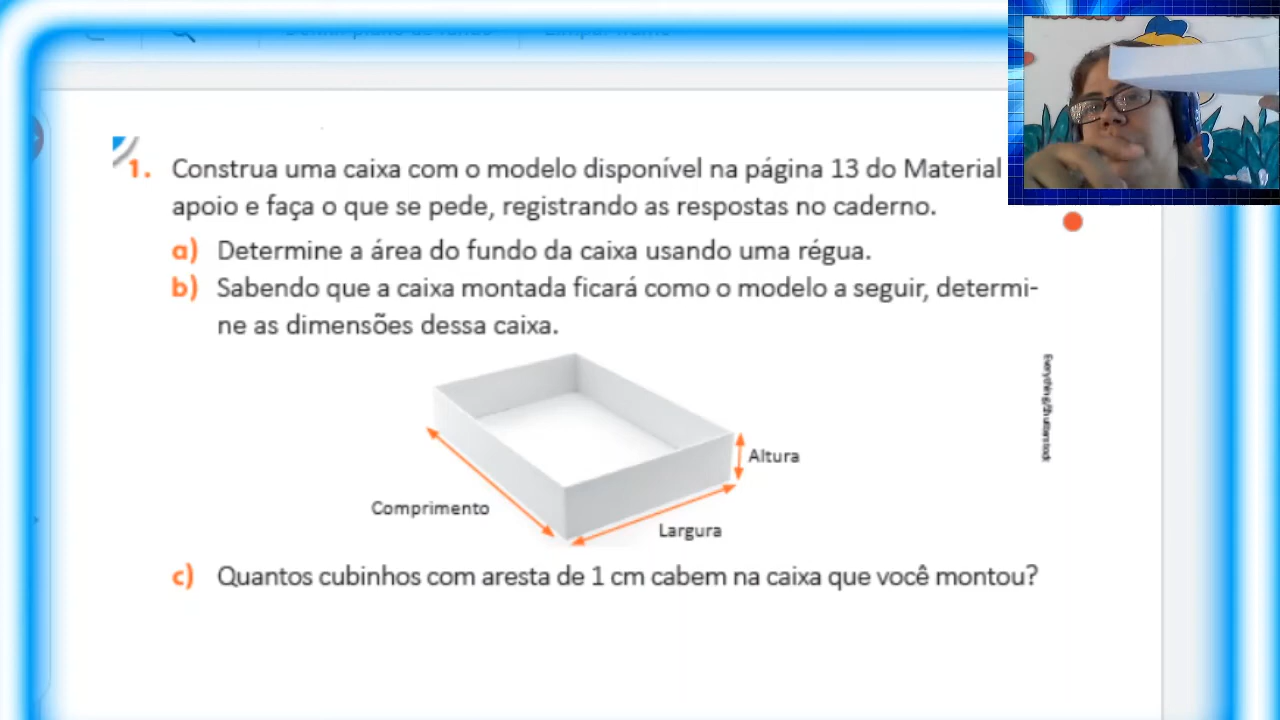 1. Construa uma caixa com o modelo disponível na página 13 do Material
apoio e faça o que se pede, registrando as respostas no caderno.
a) Determine a área do fundo da caixa usando uma régua.
b) Sabendo que a caixa montada ficará como o modelo a seguir, determi-
ne as dimensões dessa caixa.
Everything/Shutterstock
Altura
Comprimento
Largura
c) Quantos cubinhos com aresta de 1 cm cabem na caixa que você montou?